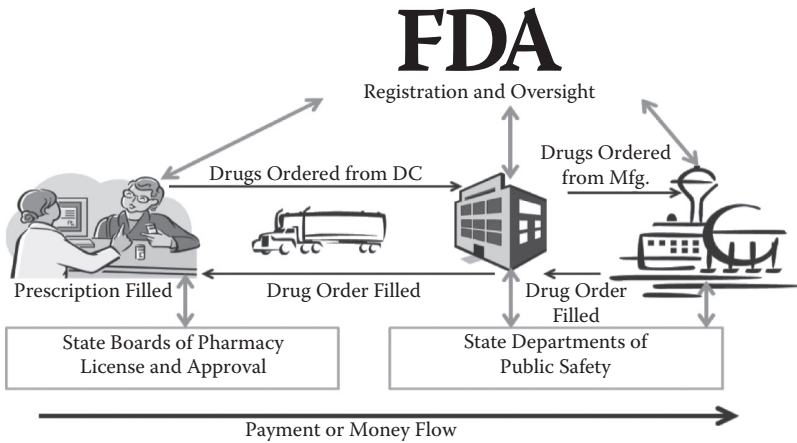 FDA
Registration and Oversight
Drugs Ordered from DC
Drugs Ordered
from Mfg.
Prescription Filled
Drug Order Filled
Drug Order
Filled
State Boards of Pharmacy
License and Approval
State Departments of
Public Safety
Payment or Money Flow